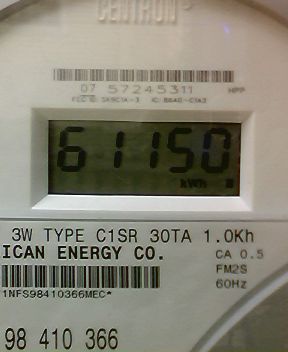 CENTRON
07 57245311
61150
kWh
3W TYPE C1SR 30TA 1.0Kh
ICAN ENERGY CO.
CA 0.5
FM2S
60Hz
1NFS98410366MEC*
98 410 366